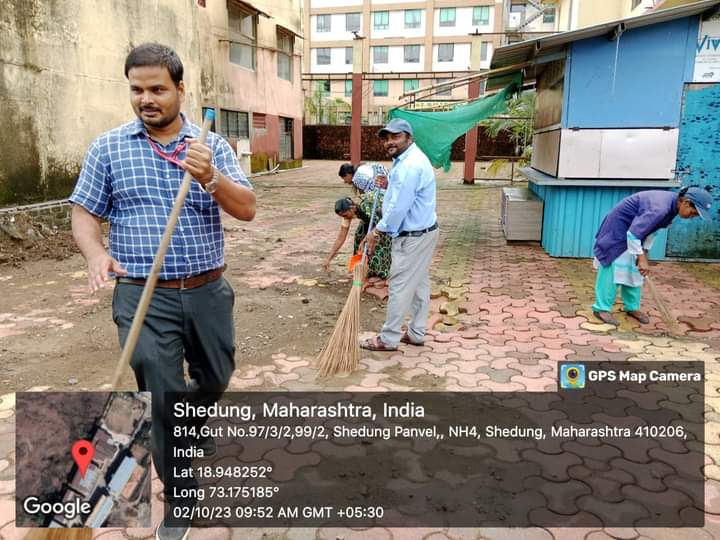 Viv
GPS Map Camera
Shedung, Maharashtra, India
814,Gut No.97/3/2,99/2, Shedung Panvel,, NH4, Shedung, Maharashtra 410206,
India
Lat 18.948252°
Long 73.175185°
02/10/23 09:52 AM GMT +05:30
Google